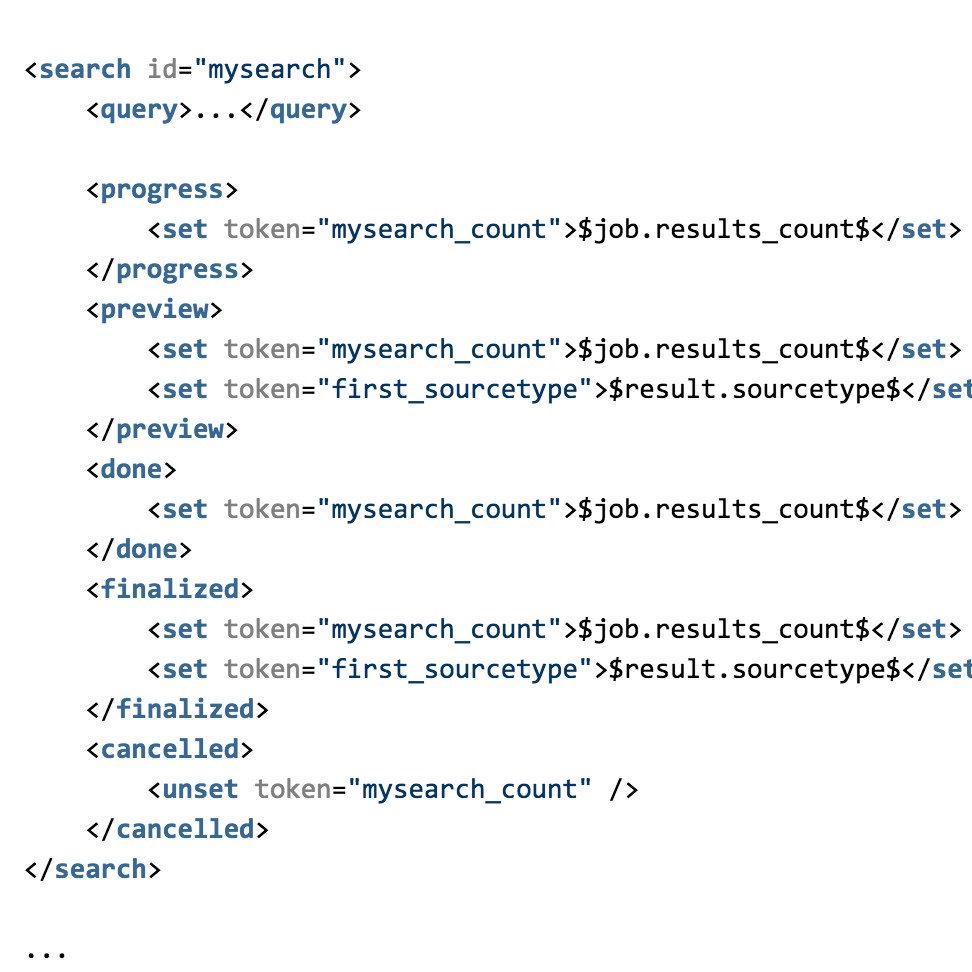 <search id="mysearch">
    <query>...</query>

    <progress>
        <set token="mysearch_count">$job.results_count$</set>
    </progress>
    <preview>
        <set token="mysearch_count">$job.results_count$</set>
        <set token="first_sourcetype">$result.sourcetype$</set
    </preview>
    <done>
        <set token="mysearch_count">$job.results_count$</set>
    </done>
    <finalized>
        <set token="mysearch_count">$job.results_count$</set>
        <set token="first_sourcetype">$result.sourcetype$</set
    </finalized>
    <cancelled>
        <unset token="mysearch_count" />
    </cancelled>
</search>

...